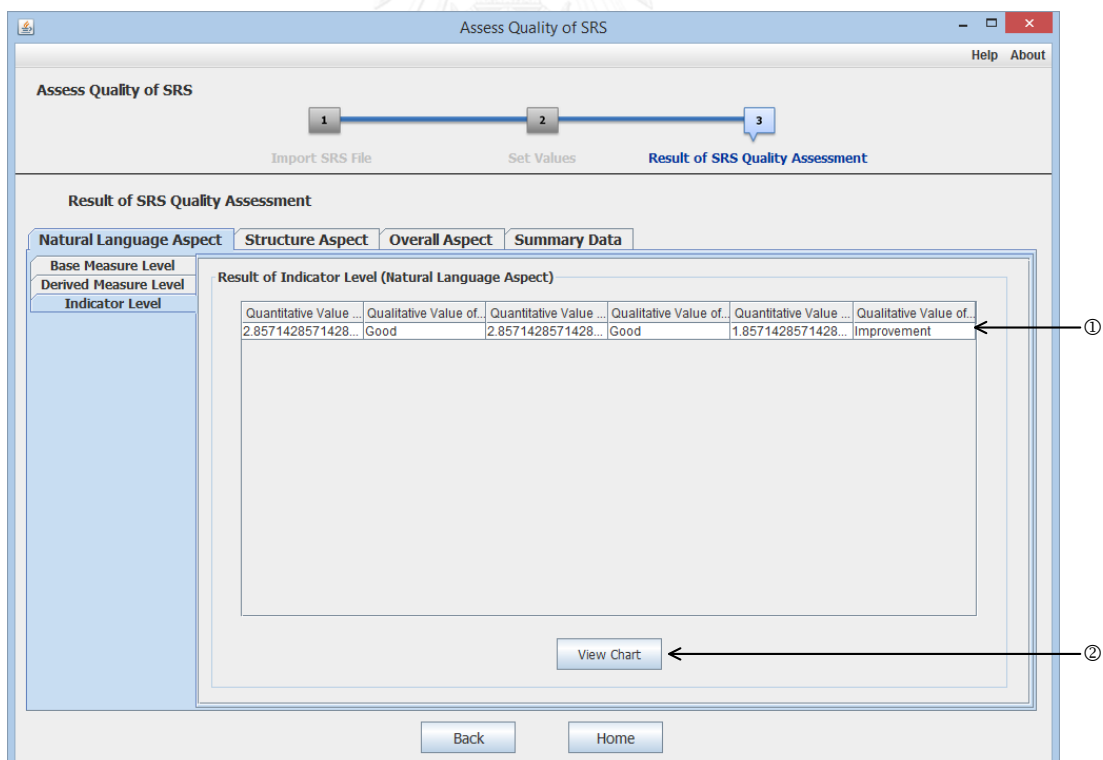 Assess Quality of SRS
Help About
Assess Quality of SRS
1 2 3
Import SRS File Set Values Result of SRS Quality Assessment
Result of SRS Quality Assessment
Natural Language Aspect Structure Aspect Overall Aspect Summary Data
Base Measure Level
Derived Measure Level
Indicator Level
Result of Indicator Level (Natural Language Aspect)
Quantitative Value ... Qualitative Value of... Quantitative Value ... Qualitative Value of... Quantitative Value ... Qualitative Value of...
2.8571428571428... Good 2.8571428571428... Good 1.8571428571428... Improvement
①
View Chart
②
Back Home